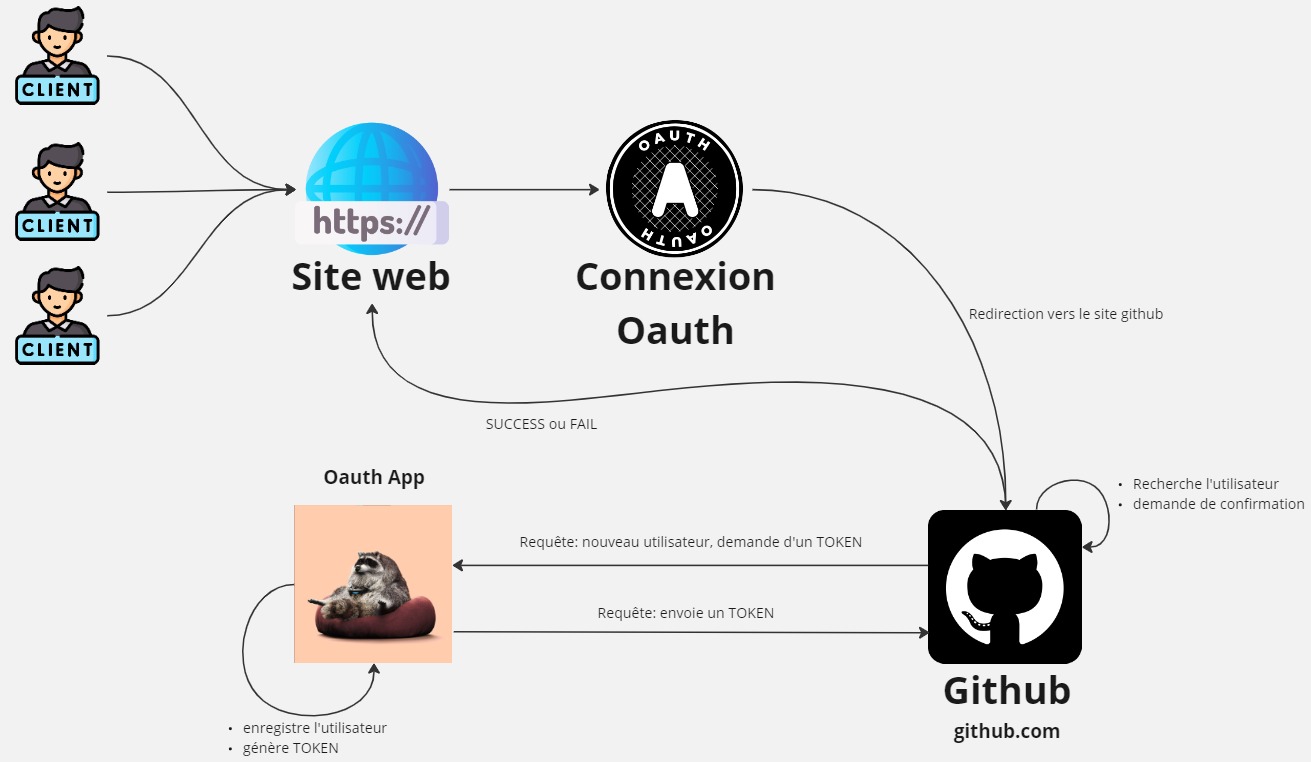 CLIENT
CLIENT
CLIENT
https://
Site web
OAUTH
A
OAUTH
Connexion
Oauth
Redirection vers le site github
SUCCESS ou FAIL
Oauth App
• Recherche l'utilisateur
• demande de confirmation
Requête: nouveau utilisateur, demande d'un TOKEN
Requête: envoie un TOKEN
Github
github.com
• enregistre l'utilisateur
• génère TOKEN